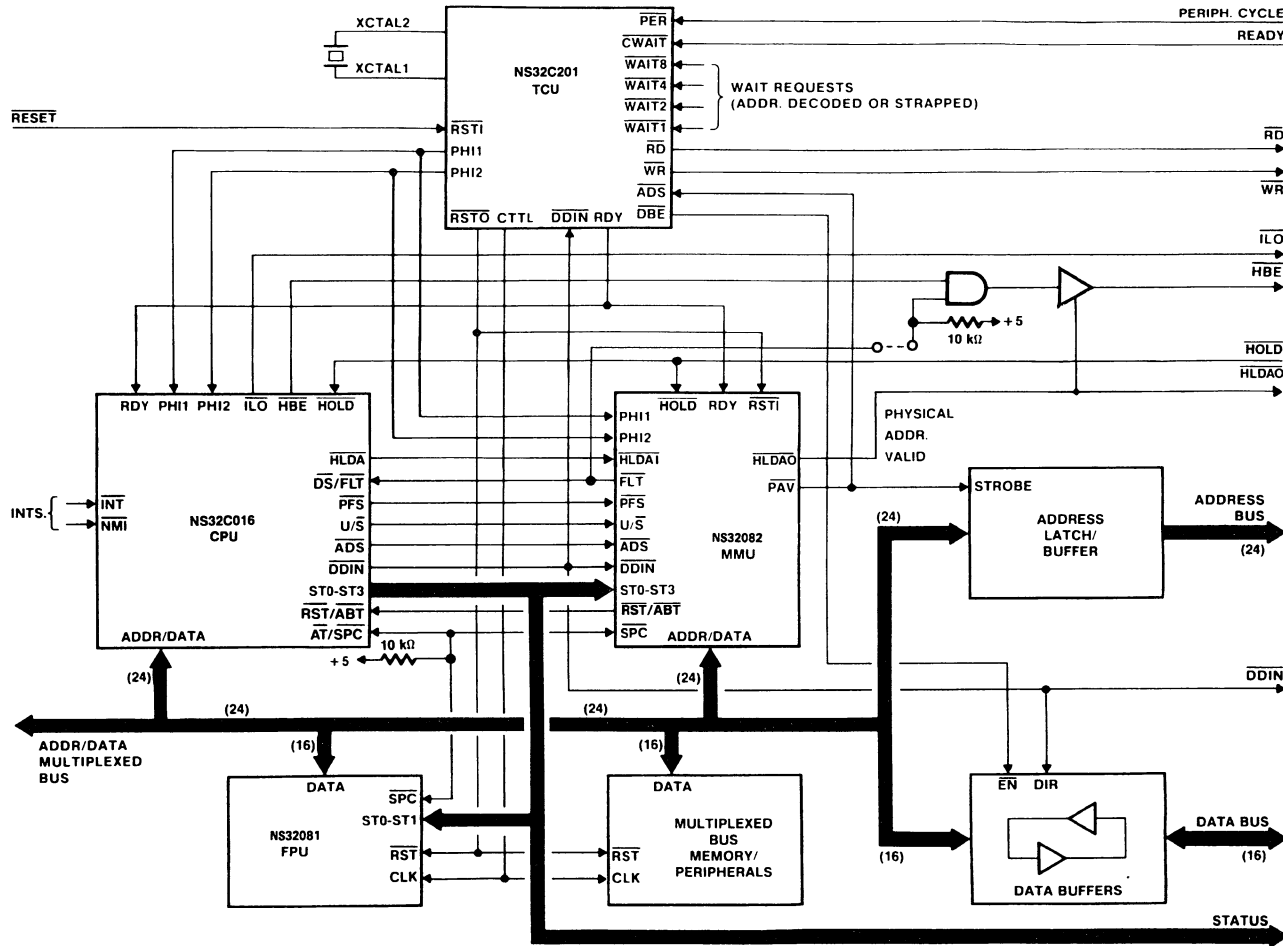 XCTAL2
XCTAL1
NS32C201
TCU
PER
CWAIT
WAIT8
WAIT4
WAIT2
WAIT1
RD
WR
ADS
DBE
RSTI
PHI1
PHI2
RSTO CTTL DDIN RDY
PERIPH. CYCLE
READY
WAIT REQUESTS
(ADDR. DECODED OR STRAPPED)
RESET
RD
WR
ILO
HBE
+ 5
10 kΩ
HOLD
HLDAO
RDY PHI1 PHI2 ILO HBE HOLD
NS32C016
CPU
INTS.
INT
NMI
HLDA
DS/FLT
PFS
U/S
ADS
DDIN
ST0-ST3
RST/ABT
AT/SPC
ADDR/DATA
10 kΩ
+ 5
HOLD RDY RSTI
PHI1
PHI2
HLDAI
FLT
PFS
U/S
ADS
DDIN
ST0-ST3
RST/ABT
SPC
HLDAO
PAV
NS32082
MMU
ADDR/DATA
PHYSICAL
ADDR.
VALID
STROBE
ADDRESS
LATCH/
BUFFER
ADDRESS
BUS
(24)
(24)
(24)
(24)
(24)
(24)
DDIN
ADDR/DATA
MULTIPLEXED
BUS
(16)
(16)
(16)
DATA
SPC
ST0-ST1
RST
CLK
NS32081
FPU
DATA
MULTIPLEXED
BUS
MEMORY/
PERIPHERALS
RST
CLK
EN DIR
DATA BUFFERS
DATA BUS
(16)
STATUS